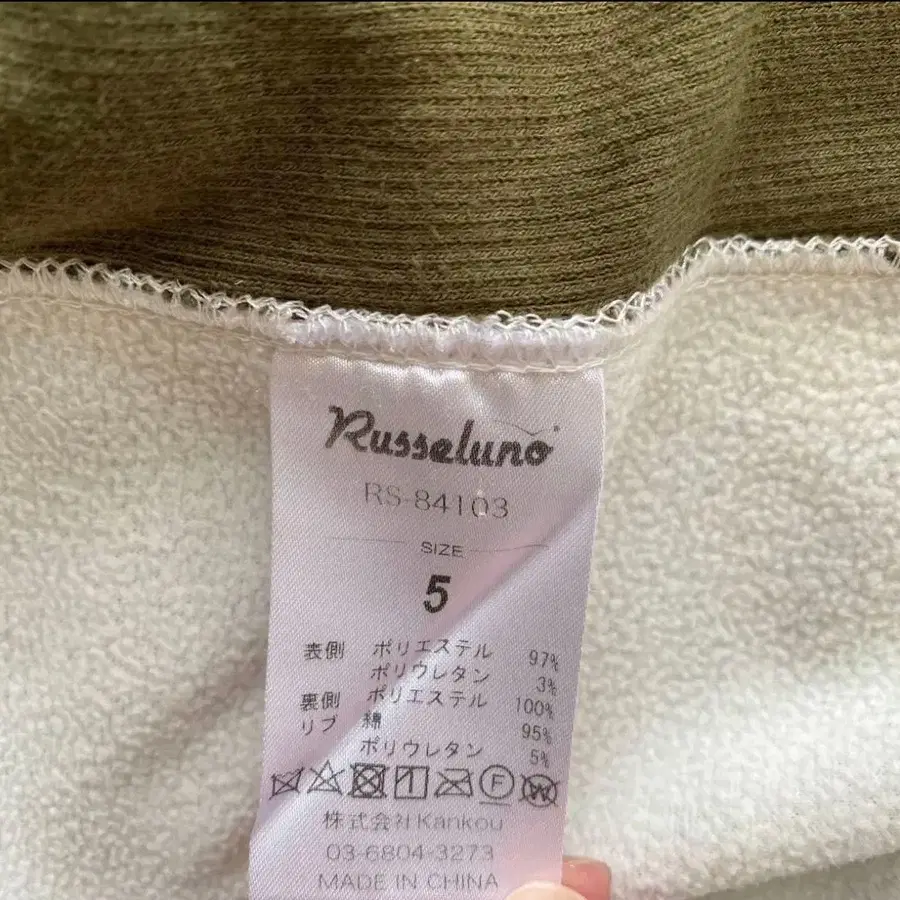 Russeluno
RS-84103
SIZE
5
表側 ポリエステル 97%
ポリウレタン 3%
裏側 ポリエステル 100%
リブ 綿 95%
ポリウレタン 5%
F W
株式会社Kankou
03-6804-3273
MADE IN CHINA